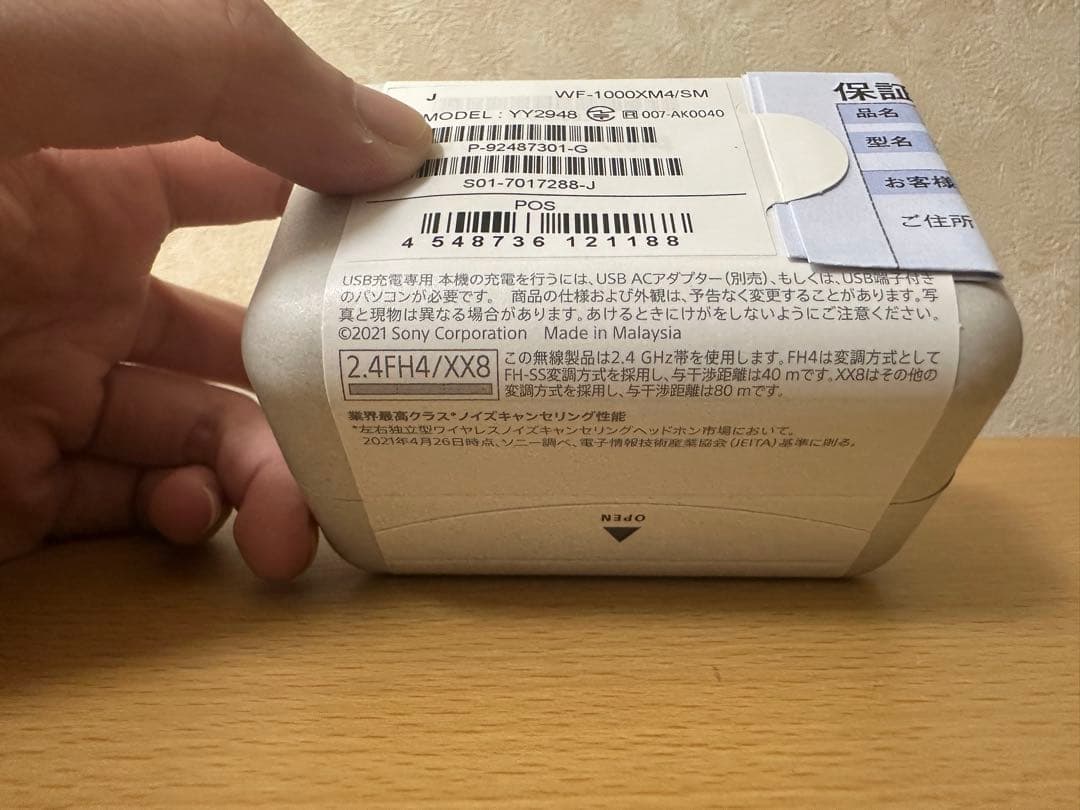 J WF-1000XM4/SM
MODEL : YY2948 R 007-AK0040
P-92487301-G
S01-7017288-J
POS
4 548736 121188
保証
品名
型名
お客様
ご住所
USB充電専用 本機の充電を行うには、USB ACアダプター（別売）、もしくは、USB端子付き
のパソコンが必要です。 商品の仕様および外観は、予告なく変更することがあります。写
真と現物は異なる場合があります。あけるときにけがをしないようにご注意ください。
©2021 Sony Corporation Made in Malaysia
2.4FH4/XX8
この無線製品は2.4 GHz帯を使用します。FH4は変調方式として
FH-SS変調方式を採用し、与干渉距離は40 mです。XX8はその他の
変調方式を採用し、与干渉距離は80 mです。
業界最高クラス*ノイズキャンセリング性能
*左右独立型ワイヤレスノイズキャンセリングヘッドホン市場において。
2021年4月26日時点、ソニー調べ、電子情報技術産業協会（JEITA）基準に則る。
OPEN